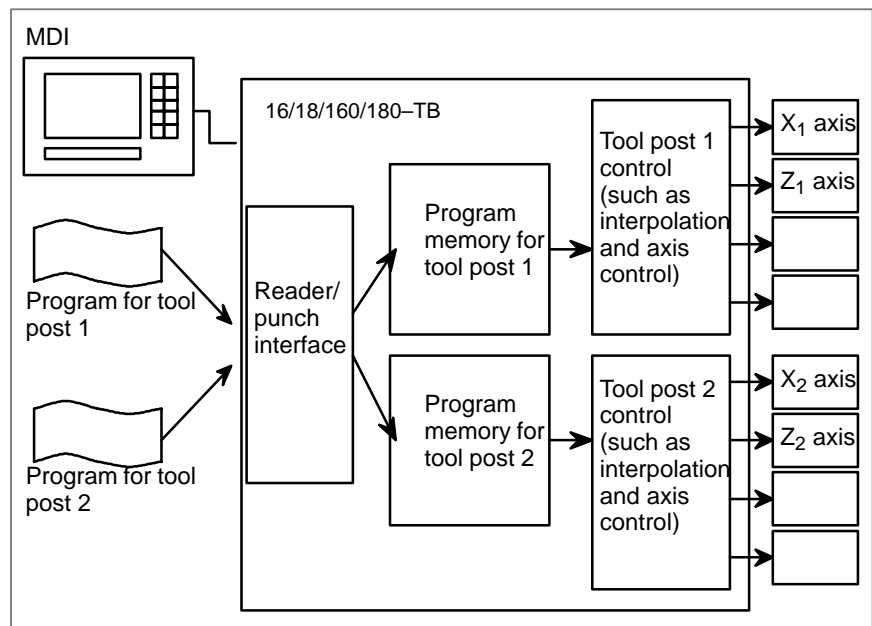 MDI
16/18/160/180–TB
Program for tool
post 1
Program for tool
post 2
Reader/
punch
interface
Program
memory for
tool post 1
Program
memory for
tool post 2
Tool post 1
control
(such as
interpolation
and axis
control)
Tool post 2
control
(such as
interpolation
and axis
control)
X1 axis
Z1 axis
X2 axis
Z2 axis